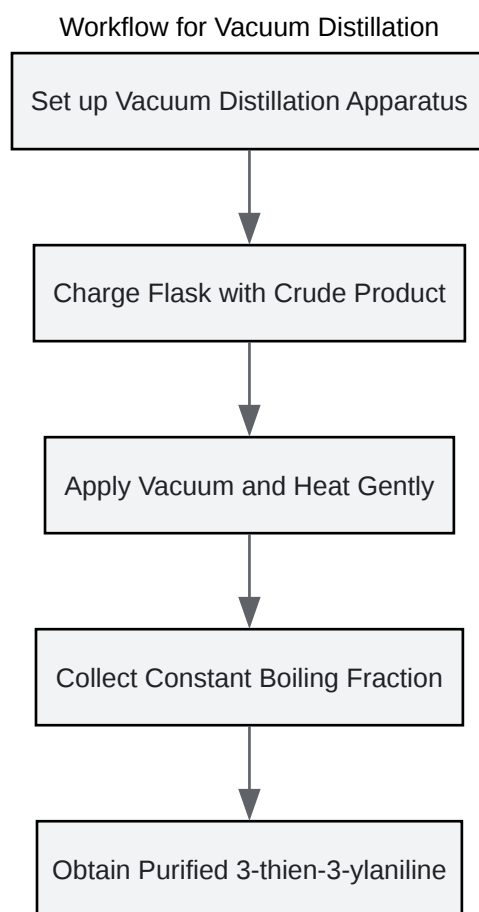 Workflow for Vacuum Distillation
Set up Vacuum Distillation Apparatus
Charge Flask with Crude Product
Apply Vacuum and Heat Gently
Collect Constant Boiling Fraction
Obtain Purified 3-thien-3-ylaniline